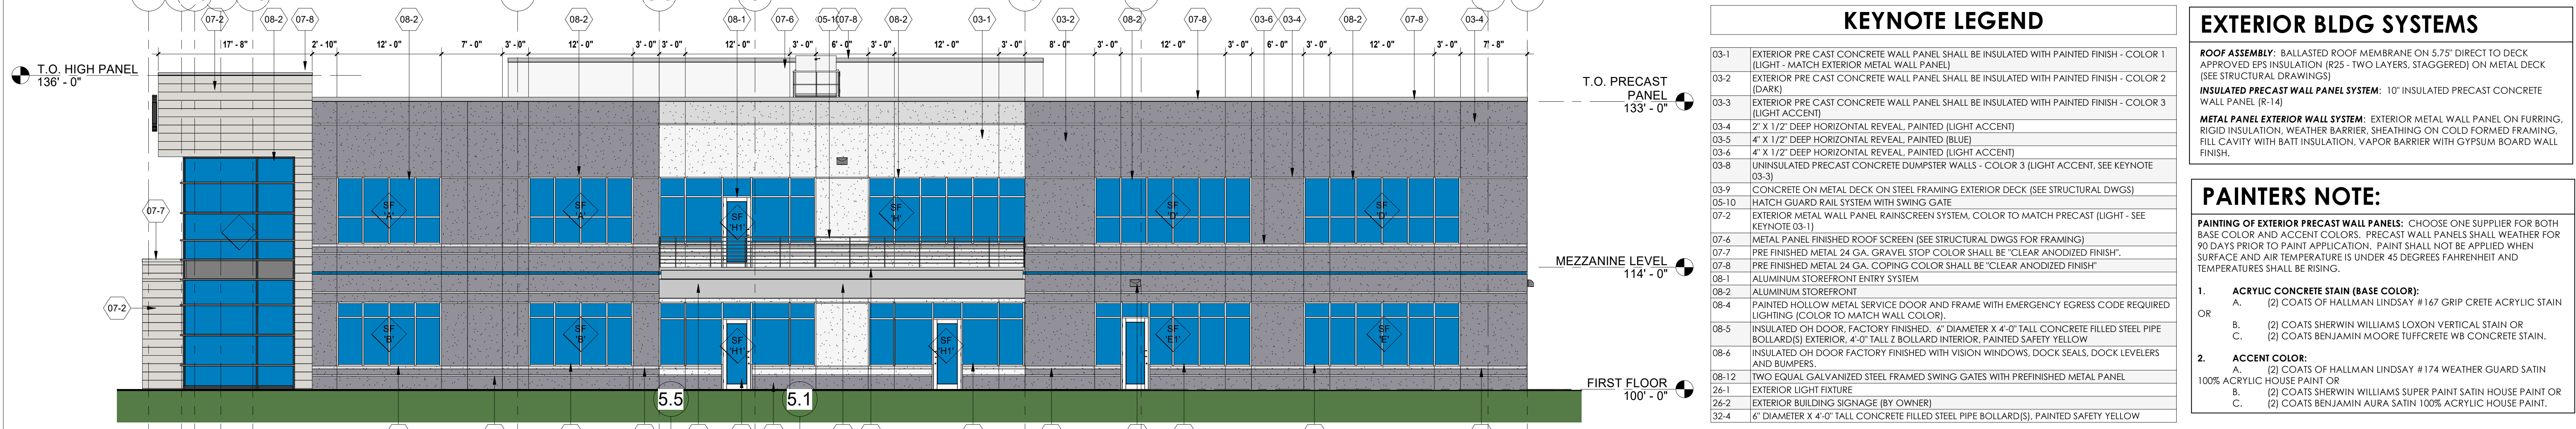 07-2
08-2
07-8
08-2
08-2
08-1
07-6
05-10
07-8
08-2
03-1
03-2
08-2
07-8
03-6
03-4
08-2
07-8
03-4
17' - 8"
2' - 10"
12' - 0"
7' - 0"
3' - 0"
12' - 0"
3' - 0"
3' - 0"
12' - 0"
3' - 0"
6' - 0"
3' - 0"
12' - 0"
3' - 0"
8' - 0"
3' - 0"
12' - 0"
3' - 0"
6' - 0"
3' - 0"
12' - 0"
3' - 0"
7' - 8"
T.O. HIGH PANEL
136' - 0"
T.O. PRECAST
PANEL
133' - 0"
07-7
07-2
SF
'A'
SF
'A'
SF
'H1'
SF
'H'
SF
'D'
SF
'D'
MEZZANINE LEVEL
114' - 0"
SF
'B'
SF
'B'
SF
'H1'
SF
'H1'
SF
'E1'
SF
'E'
FIRST FLOOR
100' - 0"
5.5
5.1
KEYNOTE LEGEND
03-1 EXTERIOR PRE CAST CONCRETE WALL PANEL SHALL BE INSULATED WITH PAINTED FINISH - COLOR 1
(LIGHT - MATCH EXTERIOR METAL WALL PANEL)
03-2 EXTERIOR PRE CAST CONCRETE WALL PANEL SHALL BE INSULATED WITH PAINTED FINISH - COLOR 2
(DARK)
03-3 EXTERIOR PRE CAST CONCRETE WALL PANEL SHALL BE INSULATED WITH PAINTED FINISH - COLOR 3
(LIGHT ACCENT)
03-4 2" X 1/2" DEEP HORIZONTAL REVEAL, PAINTED (LIGHT ACCENT)
03-5 4" X 1/2" DEEP HORIZONTAL REVEAL, PAINTED (BLUE)
03-6 4" X 1/2" DEEP HORIZONTAL REVEAL, PAINTED (LIGHT ACCENT)
03-8 UNINSULATED PRECAST CONCRETE DUMPSTER WALLS - COLOR 3 (LIGHT ACCENT, SEE KEYNOTE
03-3)
03-9 CONCRETE ON METAL DECK ON STEEL FRAMING EXTERIOR DECK (SEE STRUCTURAL DWGS)
05-10 HATCH GUARD RAIL SYSTEM WITH SWING GATE
07-2 EXTERIOR METAL WALL PANEL RAINSCREEN SYSTEM, COLOR TO MATCH PRECAST (LIGHT - SEE
KEYNOTE 03-1)
07-6 METAL PANEL FINISHED ROOF SCREEN (SEE STRUCTURAL DWGS FOR FRAMING)
07-7 PRE FINISHED METAL 24 GA. GRAVEL STOP COLOR SHALL BE "CLEAR ANODIZED FINISH".
07-8 PRE FINISHED METAL 24 GA. COPING COLOR SHALL BE "CLEAR ANODIZED FINISH"
08-1 ALUMINUM STOREFRONT ENTRY SYSTEM
08-2 ALUMINUM STOREFRONT
08-4 PAINTED HOLLOW METAL SERVICE DOOR AND FRAME WITH EMERGENCY EGRESS CODE REQUIRED
LIGHTING (COLOR TO MATCH WALL COLOR).
08-5 INSULATED OH DOOR, FACTORY FINISHED. 6" DIAMETER X 4'-0" TALL CONCRETE FILLED STEEL PIPE
BOLLARD(S) EXTERIOR, 4'-0" TALL Z BOLLARD INTERIOR, PAINTED SAFETY YELLOW
08-6 INSULATED OH DOOR FACTORY FINISHED WITH VISION WINDOWS, DOCK SEALS, DOCK LEVELERS
AND BUMPERS.
08-12 TWO EQUAL GALVANIZED STEEL FRAMED SWING GATES WITH PREFINISHED METAL PANEL
26-1 EXTERIOR LIGHT FIXTURE
26-2 EXTERIOR BUILDING SIGNAGE (BY OWNER)
32-4 6" DIAMETER X 4'-0" TALL CONCRETE FILLED STEEL PIPE BOLLARD(S), PAINTED SAFETY YELLOW
EXTERIOR BLDG SYSTEMS
ROOF ASSEMBLY: BALLASTED ROOF MEMBRANE ON 5.75" DIRECT TO DECK
APPROVED EPS INSULATION (R25 - TWO LAYERS, STAGGERED) ON METAL DECK
(SEE STRUCTURAL DRAWINGS)
INSULATED PRECAST WALL PANEL SYSTEM: 10" INSULATED PRECAST CONCRETE
WALL PANEL (R-14)
METAL PANEL EXTERIOR WALL SYSTEM: EXTERIOR METAL WALL PANEL ON FURRING,
RIGID INSULATION, WEATHER BARRIER, SHEATHING ON COLD FORMED FRAMING,
FILL CAVITY WITH BATT INSULATION, VAPOR BARRIER WITH GYPSUM BOARD WALL
FINISH.
PAINTERS NOTE:
PAINTING OF EXTERIOR PRECAST WALL PANELS: CHOOSE ONE SUPPLIER FOR BOTH
BASE COLOR AND ACCENT COLORS. PRECAST WALL PANELS SHALL WEATHER FOR
90 DAYS PRIOR TO PAINT APPLICATION. PAINT SHALL NOT BE APPLIED WHEN
SURFACE AND AIR TEMPERATURE IS UNDER 45 DEGREES FAHRENHEIT AND
TEMPERATURES SHALL BE RISING.
1. ACRYLIC CONCRETE STAIN (BASE COLOR):
A. (2) COATS OF HALLMAN LINDSAY #167 GRIP CRETE ACRYLIC STAIN
OR
B. (2) COATS SHERWIN WILLIAMS LOXON VERTICAL STAIN OR
C. (2) COATS BENJAMIN MOORE TUFFCRETE WB CONCRETE STAIN.
2. ACCENT COLOR:
A. (2) COATS OF HALLMAN LINDSAY #174 WEATHER GUARD SATIN
100% ACRYLIC HOUSE PAINT OR
B. (2) COATS SHERWIN WILLIAMS SUPER PAINT SATIN HOUSE PAINT OR
C. (2) COATS BENJAMIN AURA SATIN 100% ACRYLIC HOUSE PAINT.